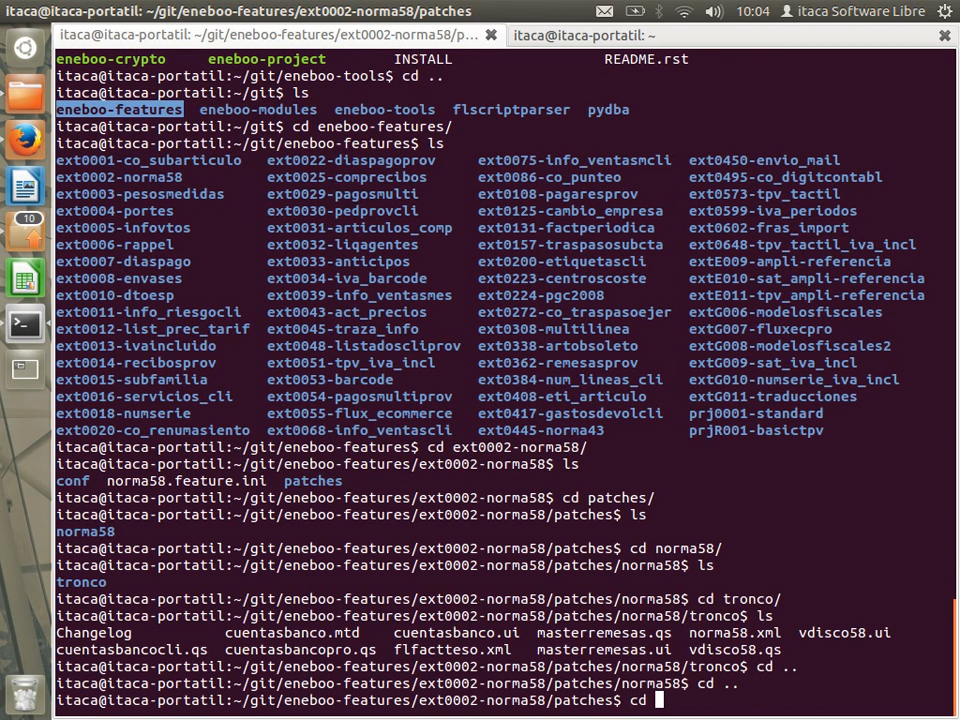 itaca@itaca-portatil: ~/git/eneboo-features/ext0002-norma58/patches
10:04 itaca Software Libre
itaca@itaca-portatil: ~/git/eneboo-features/ext0002-norma58/p...
itaca@itaca-portatil: ~
eneboo-crypto eneboo-project INSTALL README.rst
itaca@itaca-portatil:~/git/eneboo-tools$ cd ..
itaca@itaca-portatil:~/git$ ls
eneboo-features eneboo-modules eneboo-tools flscriptparser pydba
itaca@itaca-portatil:~/git$ cd eneboo-features/
itaca@itaca-portatil:~/git/eneboo-features$ ls
ext0001-co_subarticulo ext0022-diaspagoprov ext0075-info_ventasmcli ext0450-envio_mail
ext0002-norma58 ext0025-comprecibos ext0086-co_punteo ext0495-co_digitcontabl
ext0003-pesosmedidas ext0029-pagosmulti ext0108-pagaresprov ext0573-tpv_tactil
ext0004-portes ext0030-pedprovcli ext0125-cambio_empresa ext0599-iva_periodos
ext0005-infovtos ext0031-articulos_comp ext0131-factperiodica ext0602-fras_import
ext0006-rappel ext0032-liqagentes ext0157-traspasosubcta ext0648-tpv_tactil_iva_incl
ext0007-diaspago ext0033-anticipos ext0200-etiquetascli extE009-ampli-referencia
ext0008-envases ext0034-iva_barcode ext0223-centroscoste extE010-sat_ampli-referencia
ext0010-dtoesp ext0039-info_ventasmes ext0224-pgc2008 extE011-tpv_ampli-referencia
ext0011-info_riesgocli ext0043-act_precios ext0272-co_traspasoejer extG006-modelosfiscales
ext0012-list_prec_tarif ext0045-traza_info ext0308-multilinea extG007-fluxecpro
ext0013-ivaincluido ext0048-listadoscliprov ext0338-artobsoleto extG008-modelosfiscales2
ext0014-recibosprov ext0051-tpv_iva_incl ext0362-remesasprov extG009-sat_iva_incl
ext0015-subfamilia ext0053-barcode ext0384-num_lineas_cli extG010-numserie_iva_incl
ext0016-servicios_cli ext0054-pagosmultiprov ext0408-eti_articulo extG011-traducciones
ext0018-numserie ext0055-flux_ecommerce ext0417-gastosdevolcli prj0001-standard
ext0020-co_renumasiento ext0068-info_ventascli ext0445-norma43 prjR001-basictpv
itaca@itaca-portatil:~/git/eneboo-features$ cd ext0002-norma58/
itaca@itaca-portatil:~/git/eneboo-features/ext0002-norma58$ ls
conf norma58.feature.ini patches
itaca@itaca-portatil:~/git/eneboo-features/ext0002-norma58$ cd patches/
itaca@itaca-portatil:~/git/eneboo-features/ext0002-norma58/patches$ ls
norma58
itaca@itaca-portatil:~/git/eneboo-features/ext0002-norma58/patches$ cd norma58/
itaca@itaca-portatil:~/git/eneboo-features/ext0002-norma58/patches/norma58$ ls
tronco
itaca@itaca-portatil:~/git/eneboo-features/ext0002-norma58/patches/norma58$ cd tronco/
itaca@itaca-portatil:~/git/eneboo-features/ext0002-norma58/patches/norma58/tronco$ ls
Changelog cuentasbanco.mtd cuentasbanco.ui masterremesas.qs norma58.xml vdisco58.ui
cuentasbancocli.qs cuentasbancopro.qs flfactteso.xml masterremesas.ui vdisco58.qs
itaca@itaca-portatil:~/git/eneboo-features/ext0002-norma58/patches/norma58/tronco$ cd ..
itaca@itaca-portatil:~/git/eneboo-features/ext0002-norma58/patches/norma58$ cd ..
itaca@itaca-portatil:~/git/eneboo-features/ext0002-norma58/patches$ cd
10